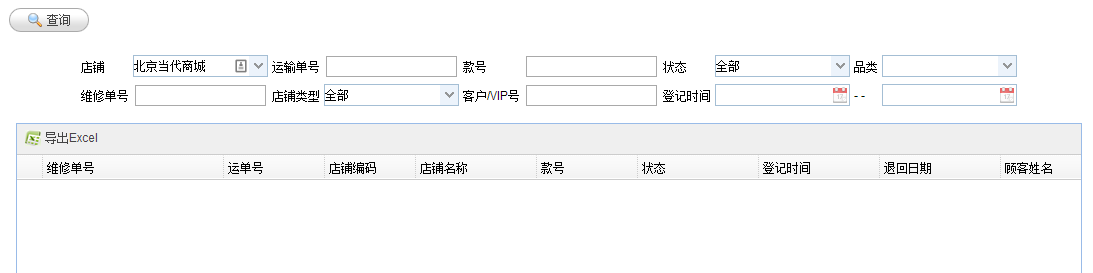 查询
店铺 北京当代商城 运输单号 款号 状态 全部 品类
维修单号 店铺类型 全部 客户/VIP号 登记时间 - -
导出Excel
维修单号 运单号 店铺编码 店铺名称 款号 状态 登记时间 退回日期 顾客姓名